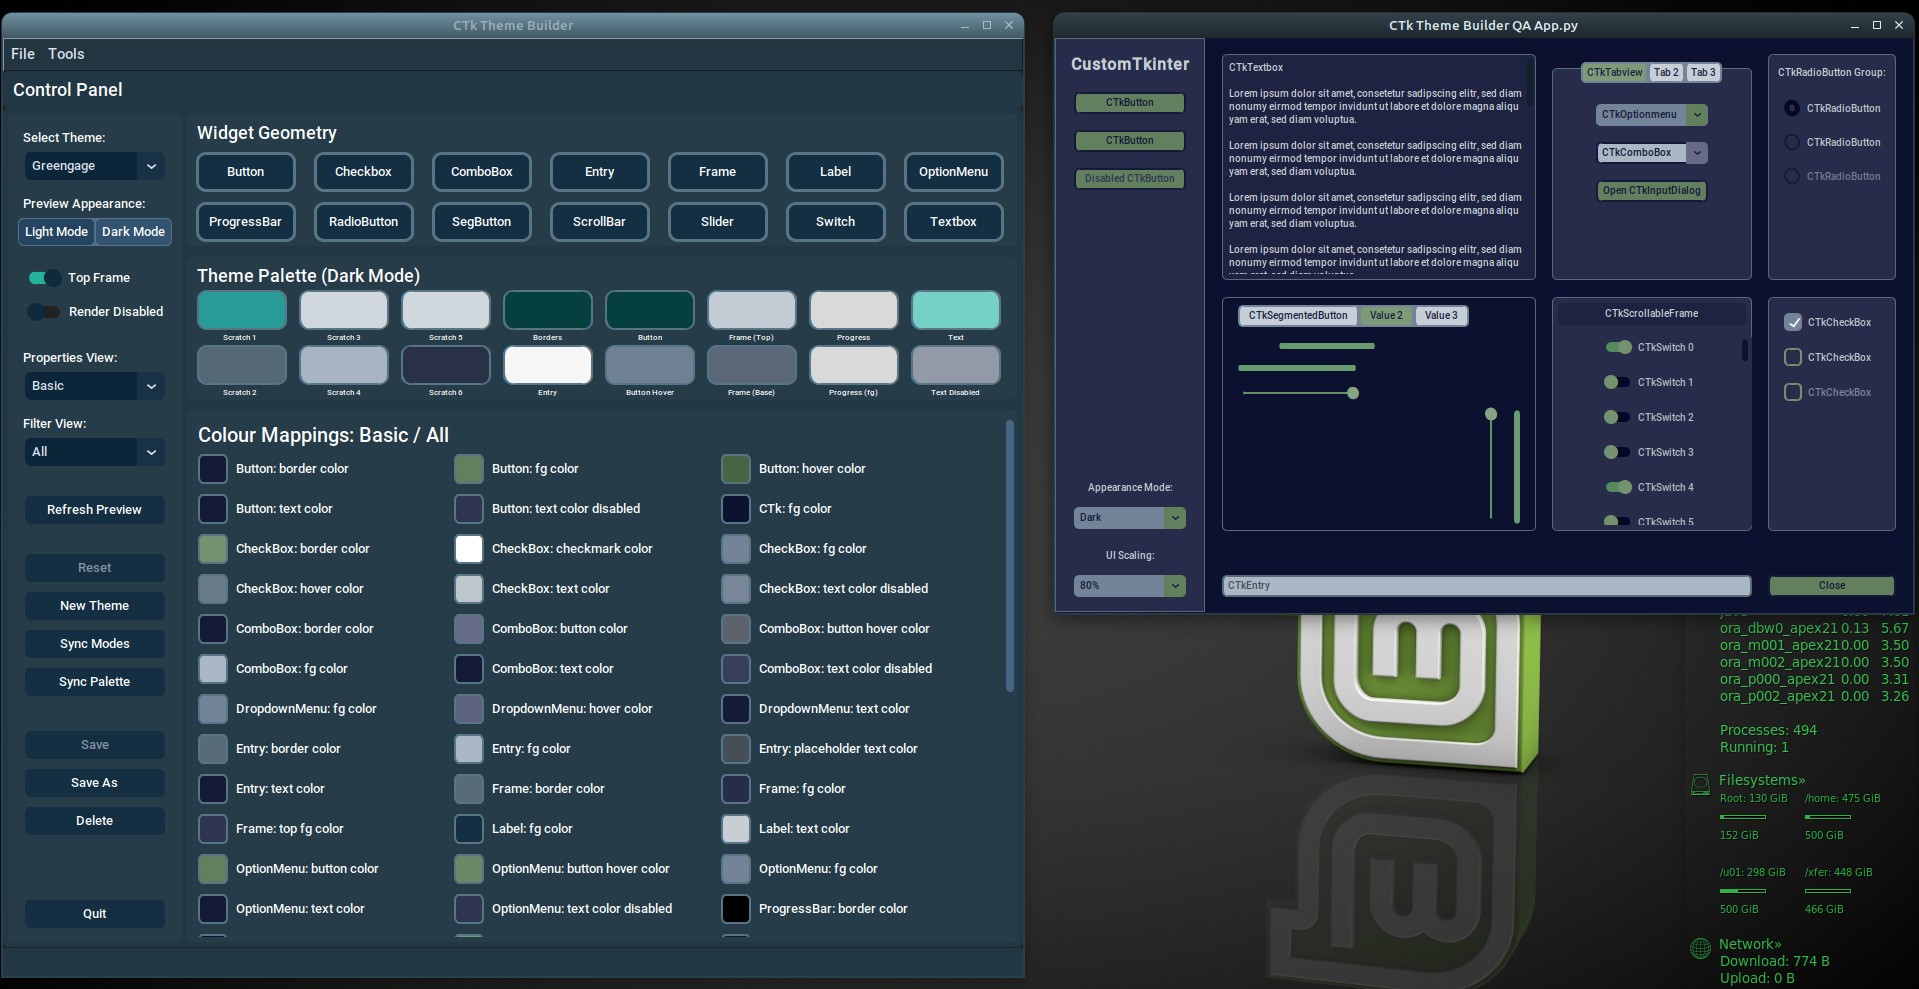 CTk Theme Builder
File Tools
Control Panel
Select Theme:
Greengage
Preview Appearance:
Light Mode Dark Mode
Top Frame
Render Disabled
Properties View:
Basic
Filter View:
All
Refresh Preview
Reset
New Theme
Sync Modes
Sync Palette
Save
Save As
Delete
Quit
Widget Geometry
Button Checkbox ComboBox Entry Frame Label OptionMenu
ProgressBar RadioButton SegButton ScrollBar Slider Switch Textbox
Theme Palette (Dark Mode)
Scratch 1 Scratch 3 Scratch 5 Borders Button Frame (Top) Progress Text
Scratch 2 Scratch 4 Scratch 6 Entry Button Hover Frame (Base) Progress (fg) Text Disabled
Colour Mappings: Basic / All
Button: border color Button: fg color Button: hover color
Button: text color Button: text color disabled CTk: fg color
CheckBox: border color CheckBox: checkmark color CheckBox: fg color
CheckBox: hover color CheckBox: text color CheckBox: text color disabled
ComboBox: border color ComboBox: button color ComboBox: button hover color
ComboBox: fg color ComboBox: text color ComboBox: text color disabled
DropdownMenu: fg color DropdownMenu: hover color DropdownMenu: text color
Entry: border color Entry: fg color Entry: placeholder text color
Entry: text color Frame: border color Frame: fg color
Frame: top fg color Label: fg color Label: text color
OptionMenu: button color OptionMenu: button hover color OptionMenu: fg color
OptionMenu: text color OptionMenu: text color disabled ProgressBar: border color
CTk Theme Builder QA App.py
CustomTkinter
CTkButton
CTkButton
Disabled CTkButton
Appearance Mode:
Dark
UI Scaling:
80%
CTkTextbox
Lorem ipsum dolor sit amet, consetetur sadipscing elitr, sed diam
nonumy eirmod tempor invidunt ut labore et dolore magna aliqu
yam erat, sed diam voluptua.
Lorem ipsum dolor sit amet, consetetur sadipscing elitr, sed diam
nonumy eirmod tempor invidunt ut labore et dolore magna aliqu
yam erat, sed diam voluptua.
Lorem ipsum dolor sit amet, consetetur sadipscing elitr, sed diam
nonumy eirmod tempor invidunt ut labore et dolore magna aliqu
yam erat, sed diam voluptua.
Lorem ipsum dolor sit amet, consetetur sadipscing elitr, sed diam
nonumy eirmod tempor invidunt ut labore et dolore magna aliqu
CTkTabview Tab 2 Tab 3
CTkOptionmenu
CTkComboBox
Open CTkInputDialog
CTkRadioButton Group:
CTkRadioButton
CTkRadioButton
CTkRadioButton
CTkSegmentedButton Value 2 Value 3
CTkScrollableFrame
CTkSwitch 0
CTkSwitch 1
CTkSwitch 2
CTkSwitch 3
CTkSwitch 4
CTkSwitch 5
CTkCheckBox
CTkCheckBox
CTkCheckBox
CTkEntry
Close
ora_dbw0_apex21 0.13 5.67
ora_m001_apex21 0.00 3.50
ora_m002_apex21 0.00 3.50
ora_p000_apex21 0.00 3.31
ora_p002_apex21 0.00 3.26
Processes: 494
Running: 1
Filesystems»
Root: 130 GiB /home: 475 GiB
152 GiB 500 GiB
/u01: 298 GiB /xfer: 448 GiB
500 GiB 466 GiB
Network»
Download: 774 B
Upload: 0 B